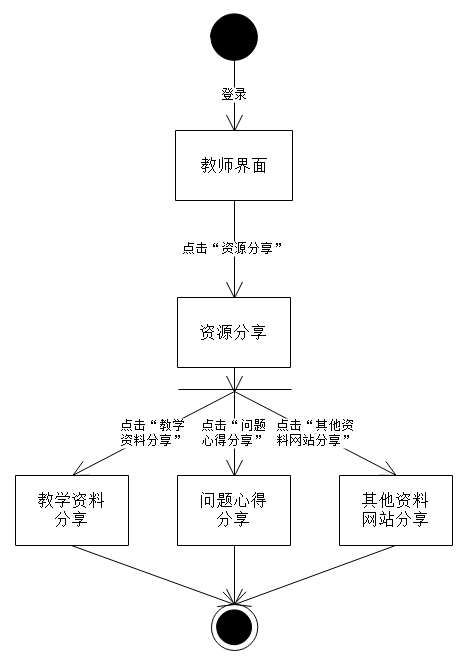 登录
教师界面
点击“资源分享”
资源分享
点击“教学
资料分享”
点击“问题
心得分享”
点击“其他资
料网站分享”
教学资料
分享
问题心得
分享
其他资料
网站分享